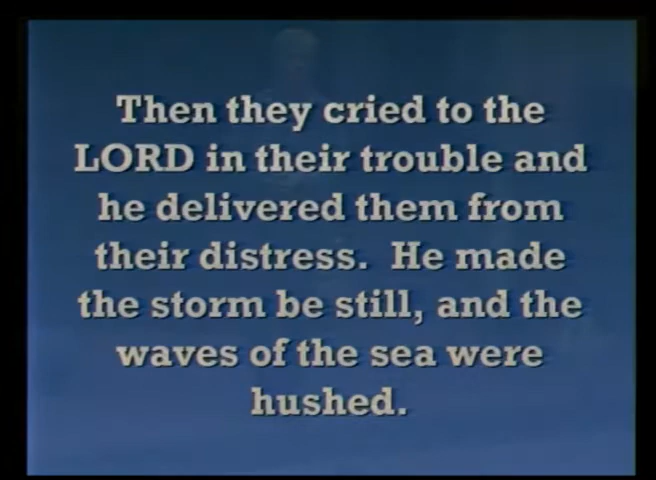 Then they cried to the
LORD in their trouble and
he delivered them from
their distress.  He made
the storm be still, and the
waves of the sea were
hushed.